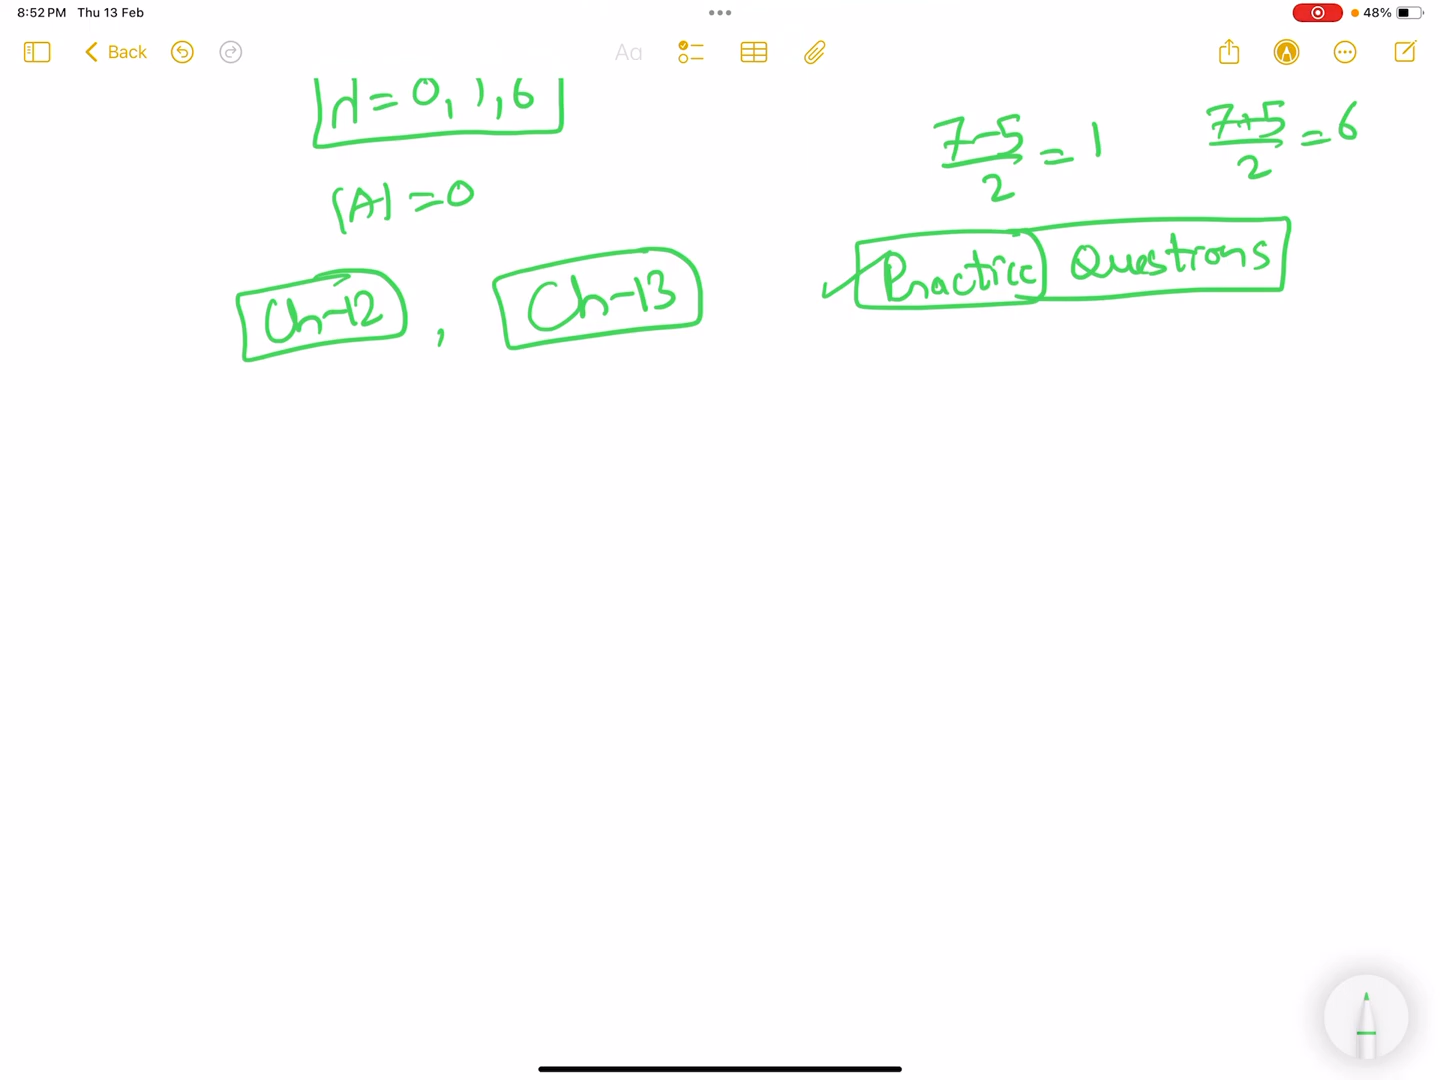 8:52 PM Thu 13 Feb
48%
Back
Aa
λ = 0, 1, 6
7-5/2 = 1
7+5/2 = 6
|A| = 0
Practice Questions
Ch-12, Ch-13